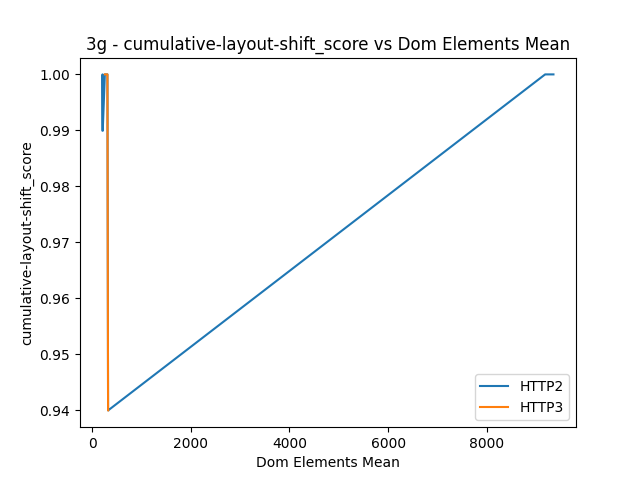 3g - cumulative-layout-shift_score vs Dom Elements Mean
1.00
0.99
0.98
0.97
0.96
0.95
0.94
cumulative-layout-shift_score
0
2000
4000
6000
8000
Dom Elements Mean
HTTP2
HTTP3